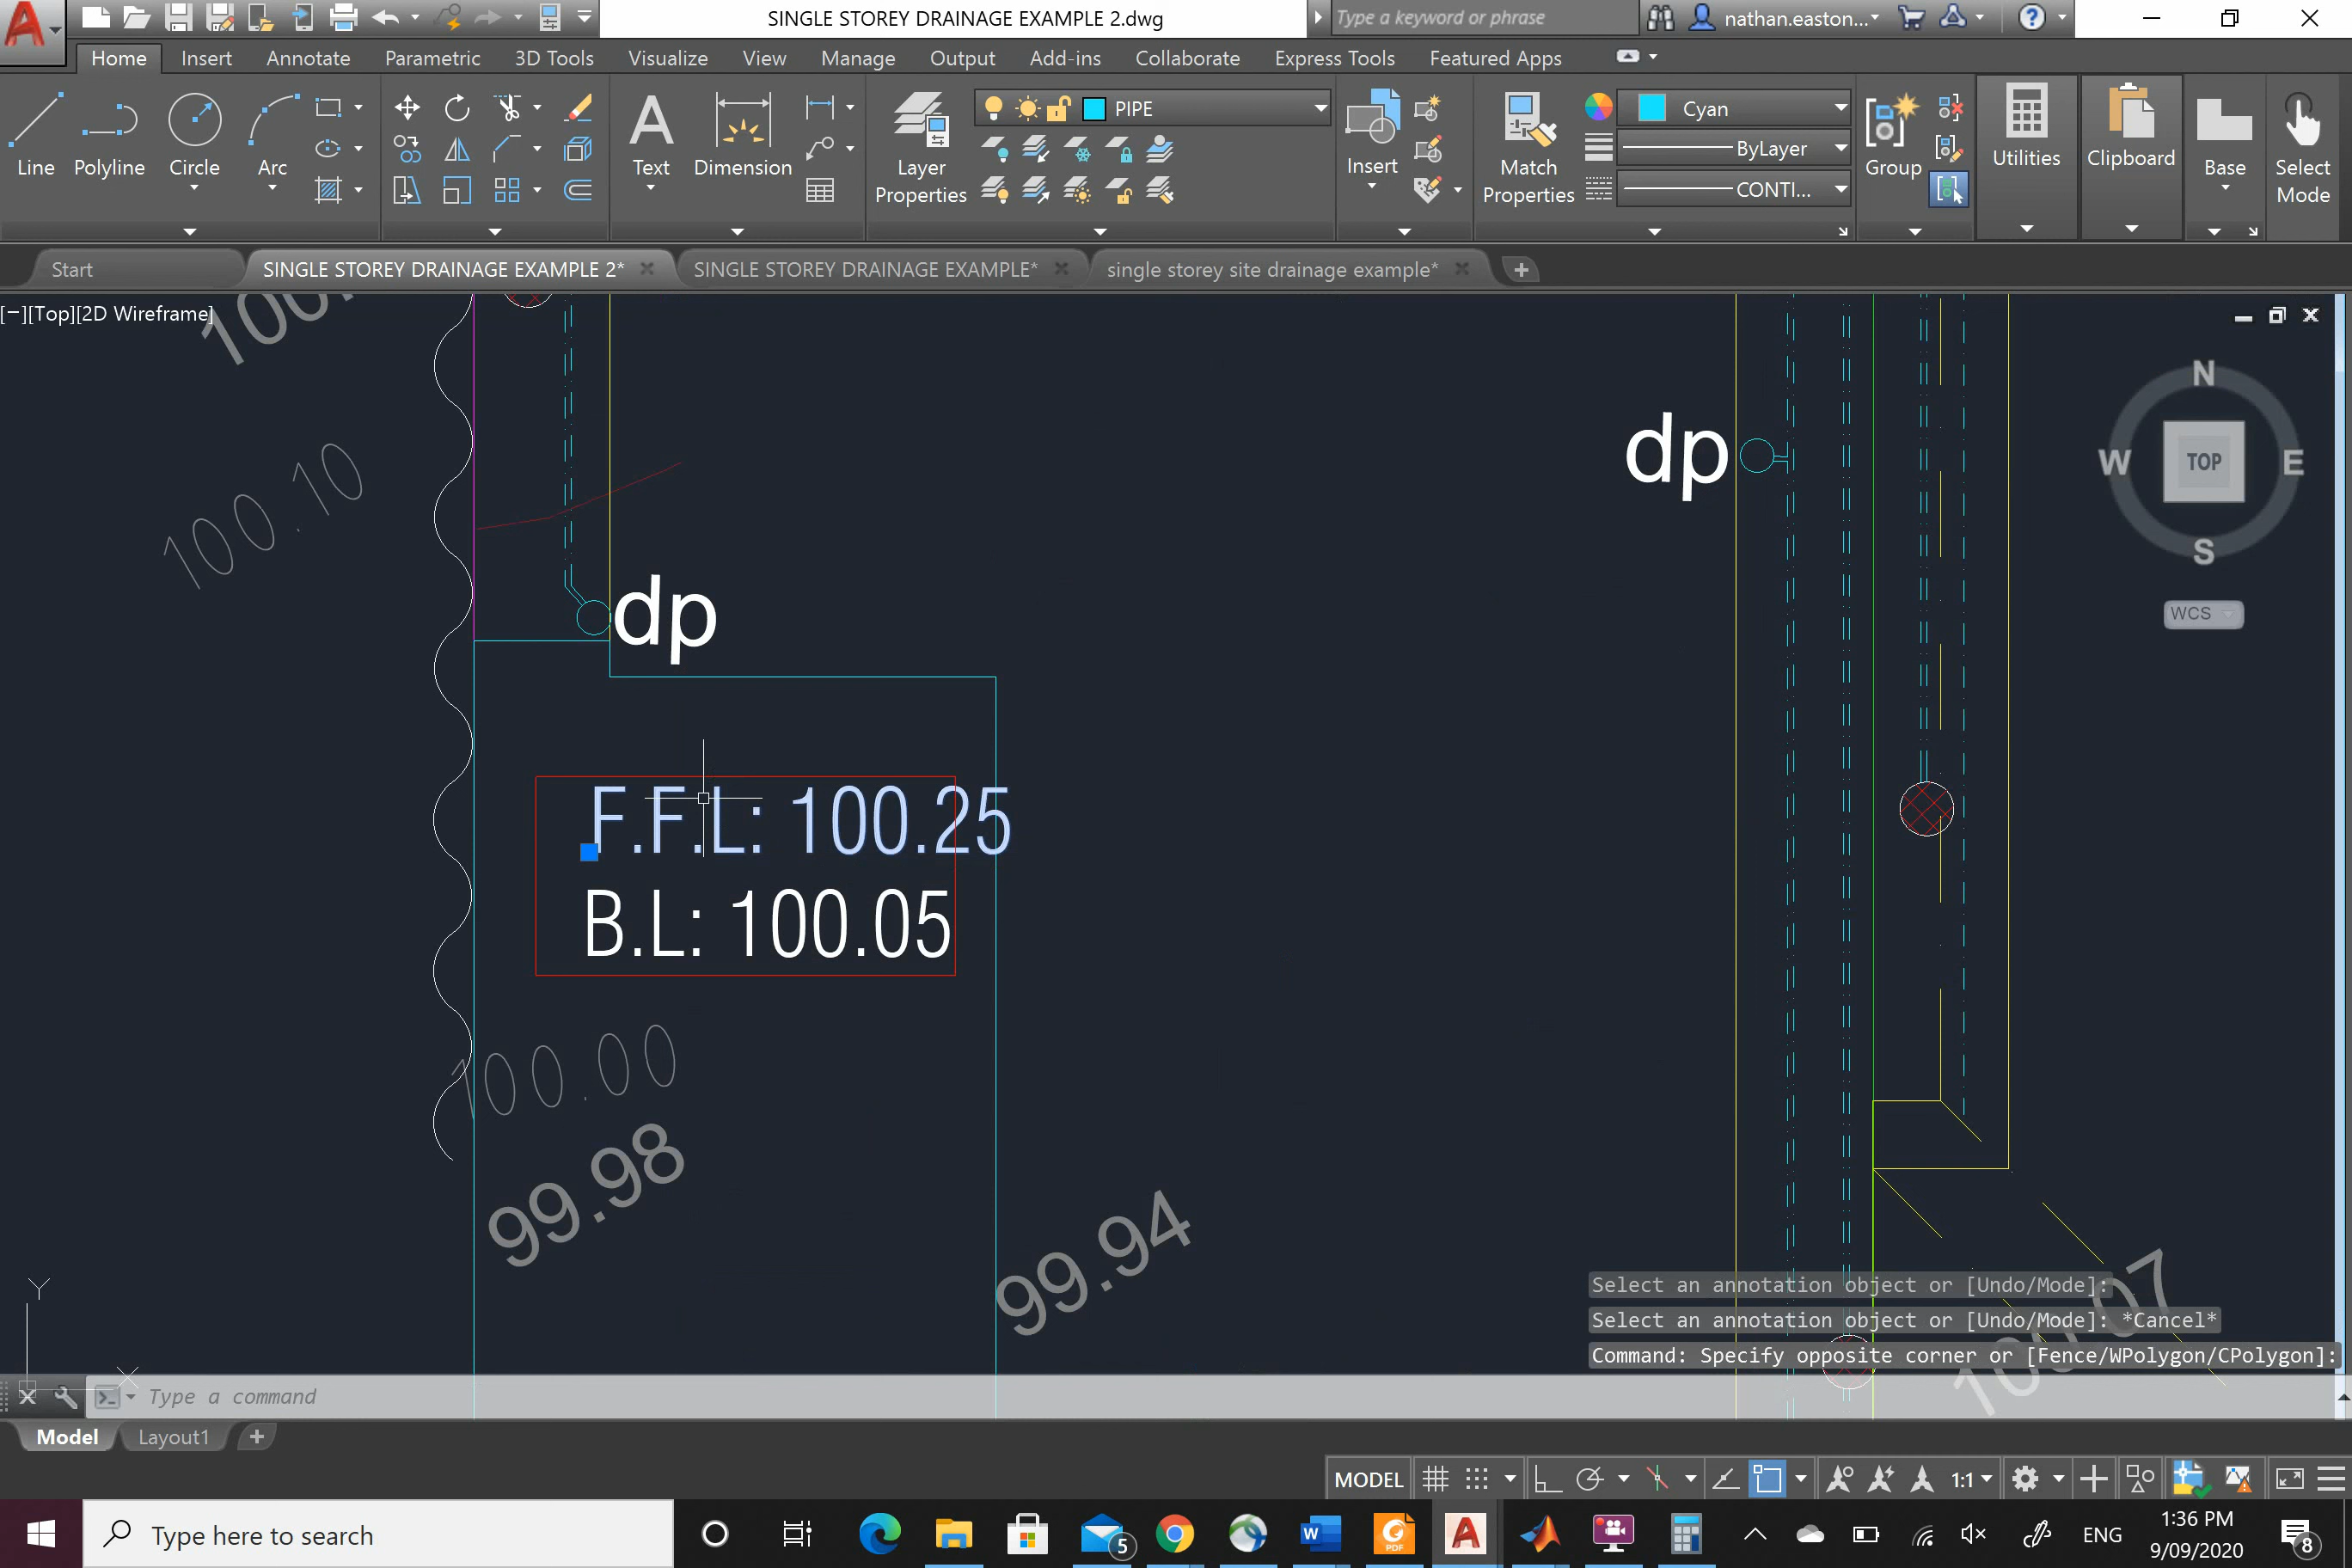 SINGLE STOREY DRAINAGE EXAMPLE 2.dwg
Type a keyword or phrase
nathan.easton...
Home Insert Annotate Parametric 3D Tools Visualize View Manage Output Add-ins Collaborate Express Tools Featured Apps
PIPE
Cyan
ByLayer
CONTI...
Line Polyline Circle Arc
Text Dimension
Layer Properties
Insert
Match Properties
Group
Utilities
Clipboard
Base
Select Mode
Start
SINGLE STOREY DRAINAGE EXAMPLE 2*
SINGLE STOREY DRAINAGE EXAMPLE*
single storey site drainage example*
[−][Top][2D Wireframe]
100.10
dp
dp
N
W TOP E
S
WCS
F.F.L: 100.25
B.L: 100.05
100.00
99.98
99.94
Y
X
Select an annotation object or [Undo/Mode]:
Select an annotation object or [Undo/Mode]: *Cancel*
Command: Specify opposite corner or [Fence/WPolygon/CPolygon]:
Type a command
Model Layout1
MODEL
1:1
Type here to search
5
W
PDF
ENG
1:36 PM
9/09/2020
8